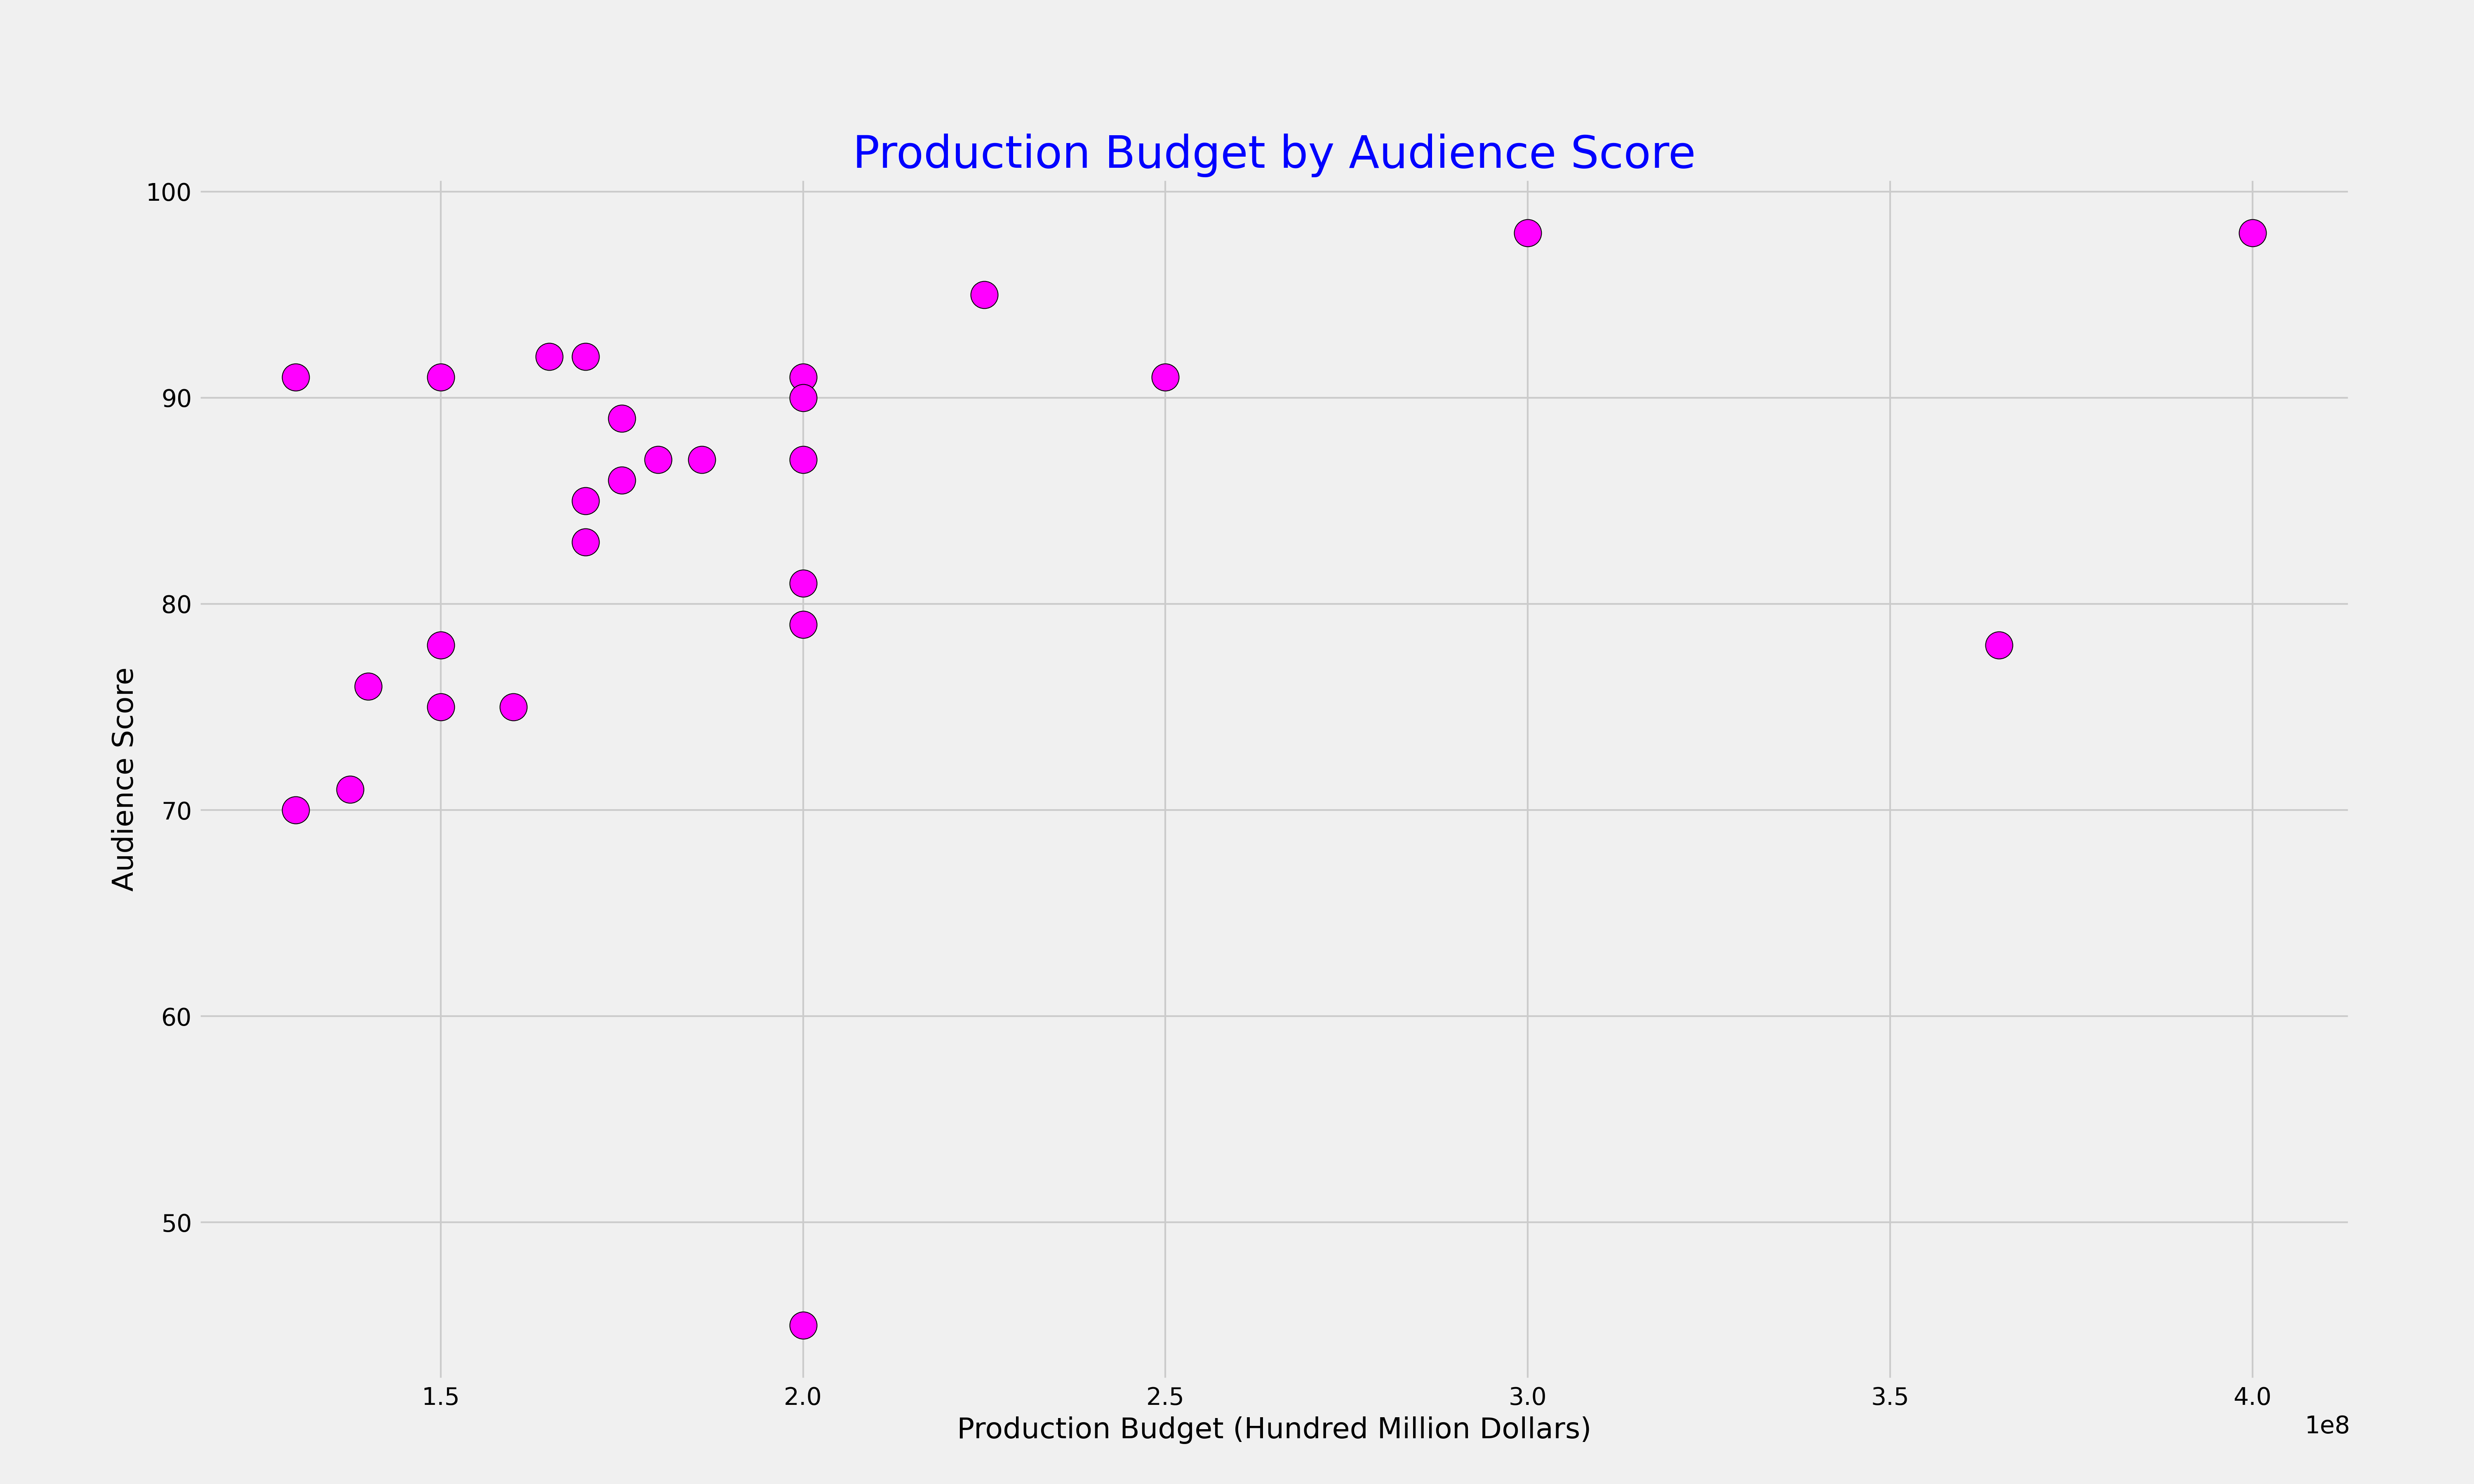 Production Budget by Audience Score
100
90
80
70
60
50
Audience Score
1.5 2.0 2.5 3.0 3.5 4.0
Production Budget (Hundred Million Dollars)
1e8